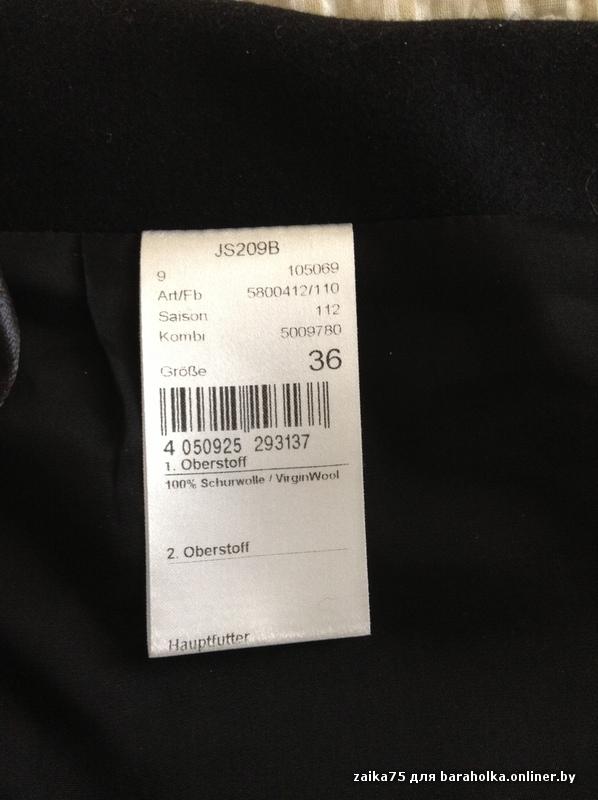 JS209B
9 105069
Art/Fb 5800412/110
Saison 112
Kombi 5009780
Größe 36
4 050925 293137
1. Oberstoff
100% Schurwolle / VirginWool
2. Oberstoff
Hauptfutter
zaika75 для baraholka.onliner.by